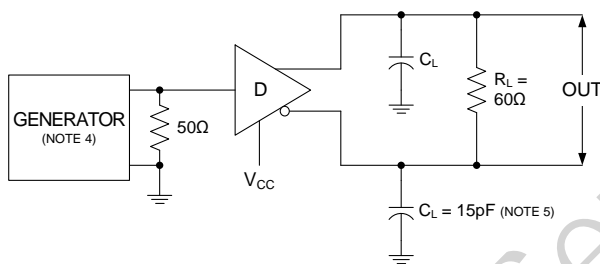 GENERATOR
(NOTE 4)
50Ω
D
V_CC
C_L
R_L =
60Ω
OUT
C_L = 15pF (NOTE 5)